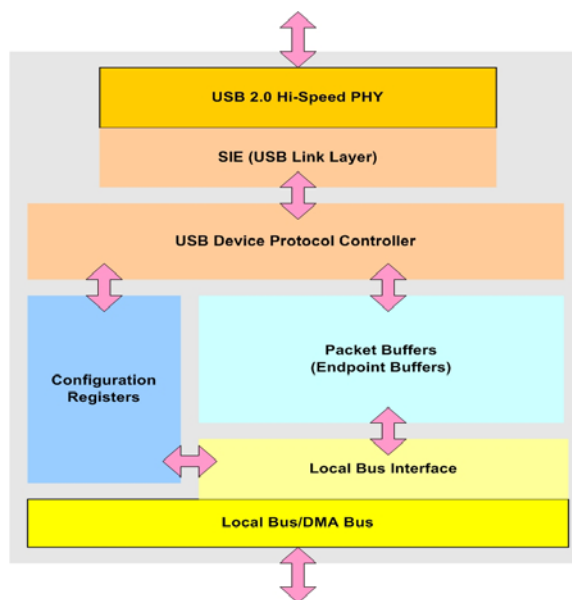 USB 2.0 Hi-Speed PHY
SIE (USB Link Layer)
USB Device Protocol Controller
Configuration
Registers
Packet Buffers
(Endpoint Buffers)
Local Bus Interface
Local Bus/DMA Bus